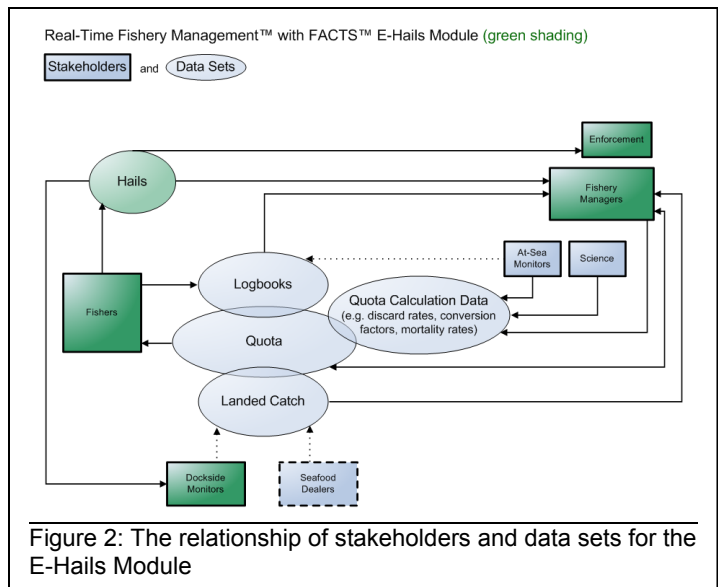 Real-Time Fishery Management™ with FACTS™ E-Hails Module (green shading)
Stakeholders and Data Sets
Enforcement
Hails
Fishery
Managers
At-Sea
Monitors
Science
Logbooks
Quota Calculation Data
(e.g. discard rates, conversion
factors, mortality rates)
Fishers
Quota
Landed Catch
Dockside
Monitors
Seafood
Dealers
Figure 2: The relationship of stakeholders and data sets for the
E-Hails Module